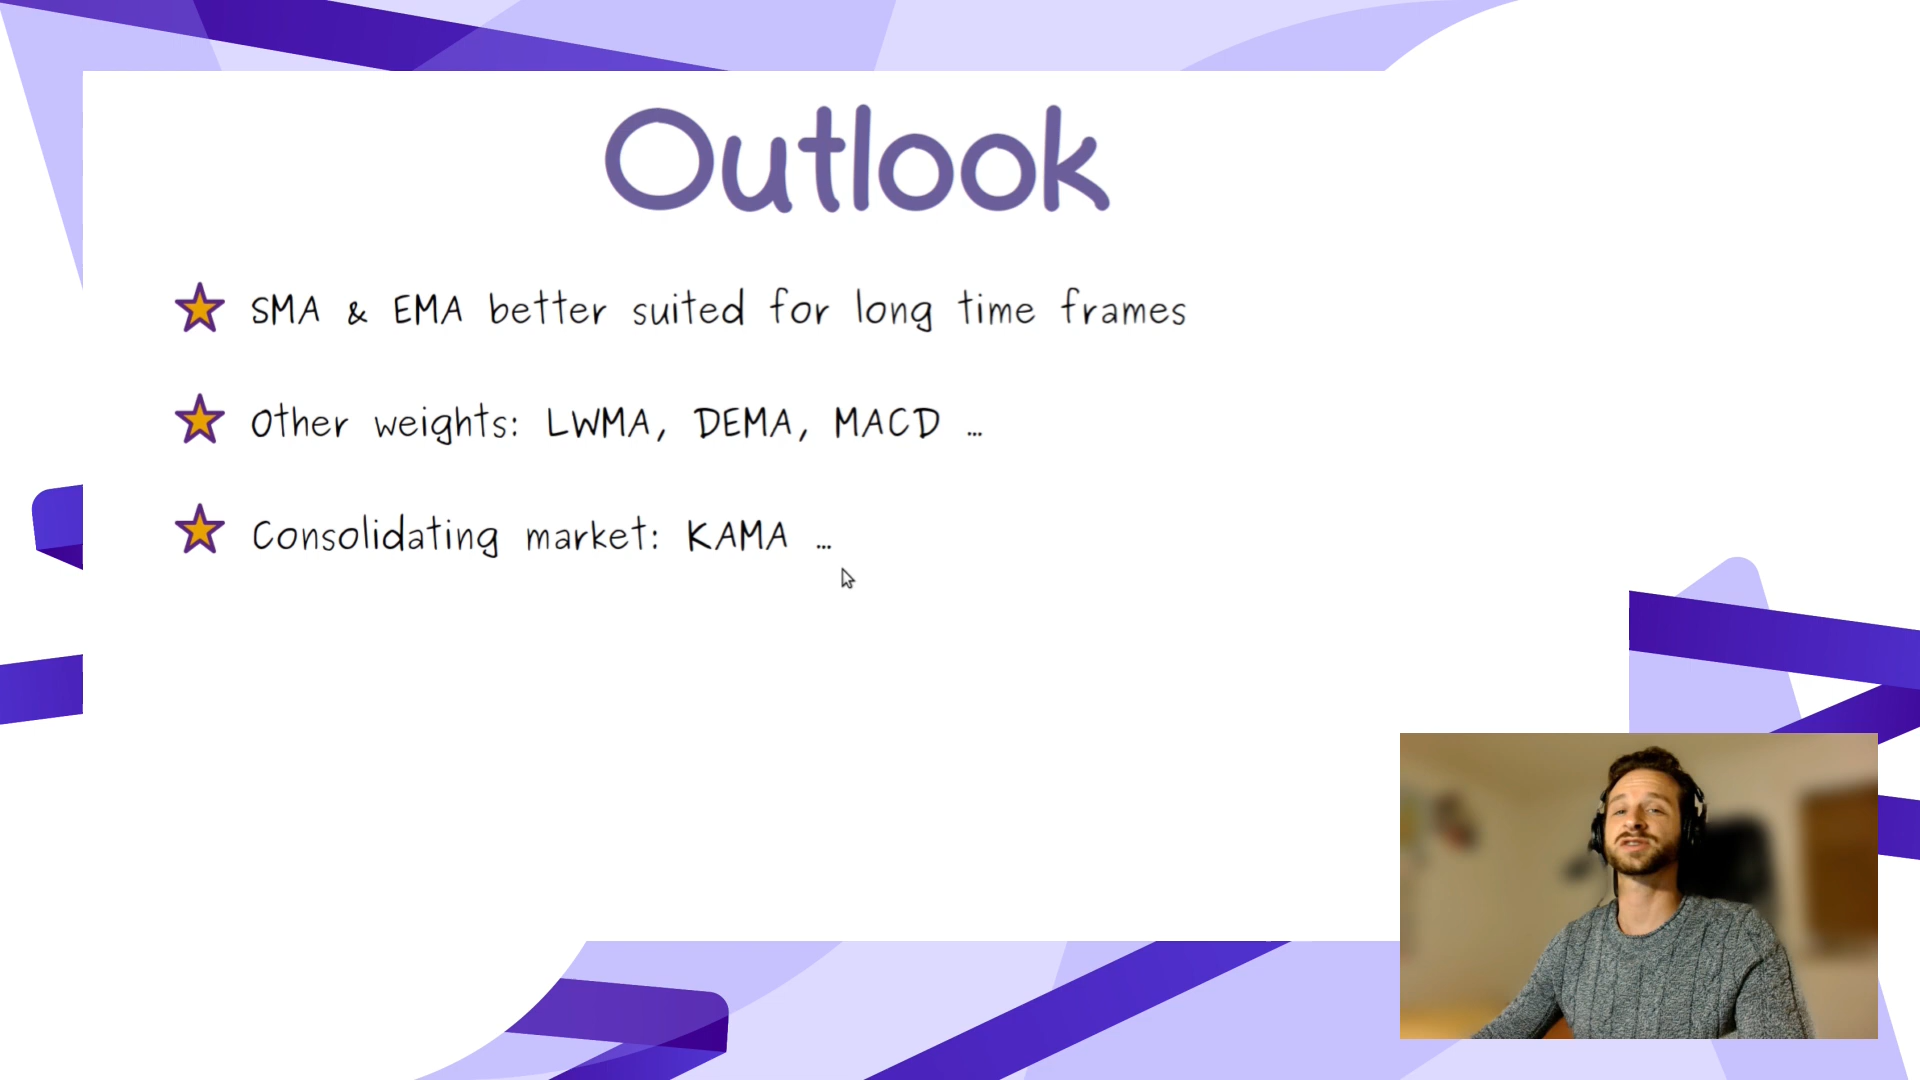 Outlook
SMA & EMA better suited for long time frames
Other weights: LWMA, DEMA, MACD ...
Consolidating market: KAMA ...